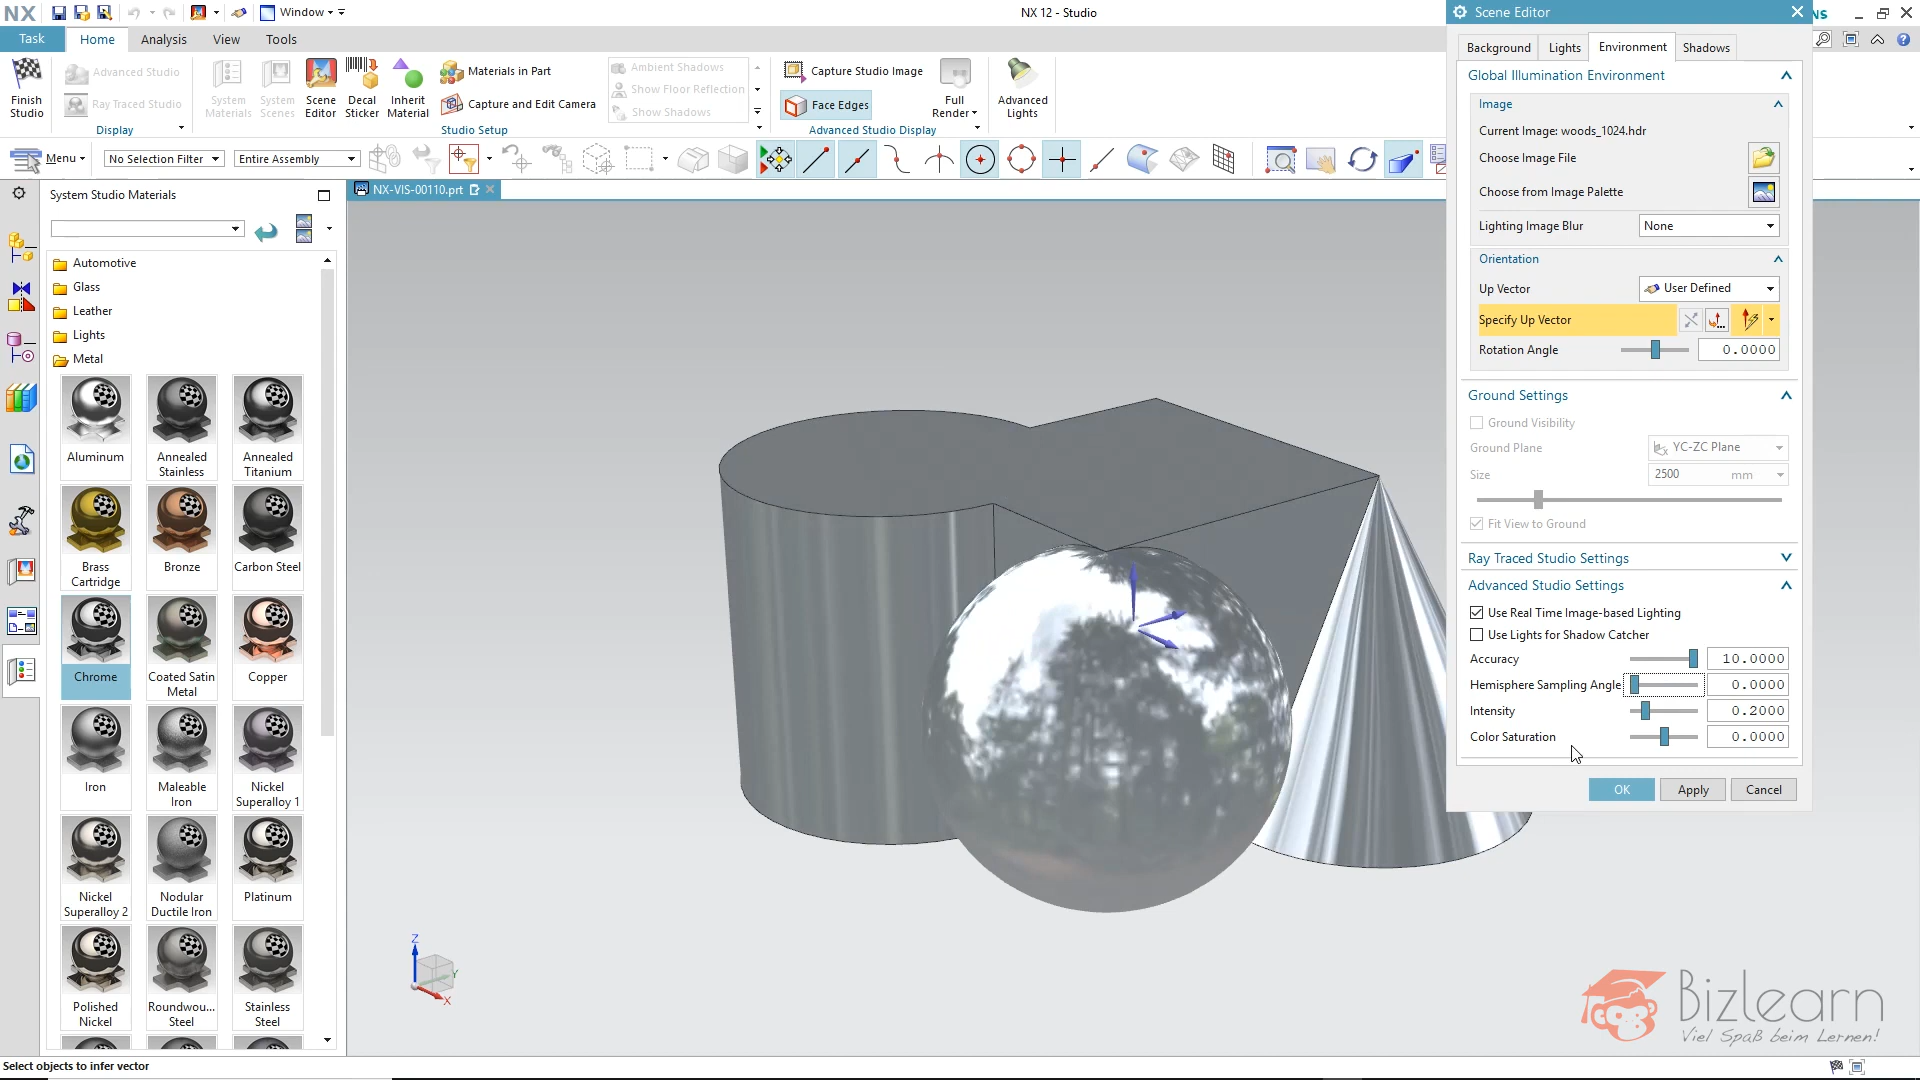 NX
Window
NX 12 - Studio
Scene Editor
NS
Task
Home
Analysis
View
Tools
Background
Lights
Environment
Shadows
Finish
Studio
Advanced Studio
Ray Traced Studio
Display
System
Materials
System
Scenes
Scene
Editor
Decal
Sticker
Inherit
Material
Materials in Part
Capture and Edit Camera
Studio Setup
Ambient Shadows
Show Floor Reflection
Show Shadows
Capture Studio Image
Face Edges
Full
Render
Advanced Studio Display
Advanced
Lights
Menu
No Selection Filter
Entire Assembly
System Studio Materials
NX-VIS-00110.prt
Automotive
Glass
Leather
Lights
Metal
Aluminum
Annealed
Stainless
Annealed
Titanium
Brass
Cartridge
Bronze
Carbon Steel
Chrome
Coated Satin
Metal
Copper
Iron
Maleable
Iron
Nickel
Superalloy 1
Nickel
Superalloy 2
Nodular
Ductile Iron
Platinum
Polished
Nickel
Roundwou...
Steel
Stainless
Steel
Global Illumination Environment
Image
Current Image: woods_1024.hdr
Choose Image File
Choose from Image Palette
Lighting Image Blur
None
Orientation
Up Vector
User Defined
Specify Up Vector
Rotation Angle
0.0000
Ground Settings
Ground Visibility
Ground Plane
YC-ZC Plane
Size
2500
mm
Fit View to Ground
Ray Traced Studio Settings
Advanced Studio Settings
Use Real Time Image-based Lighting
Use Lights for Shadow Catcher
Accuracy
10.0000
Hemisphere Sampling Angle
0.0000
Intensity
0.2000
Color Saturation
0.0000
OK
Apply
Cancel
Z
Y
X
Bizlearn
Viel Spaß beim Lernen!
Select objects to infer vector